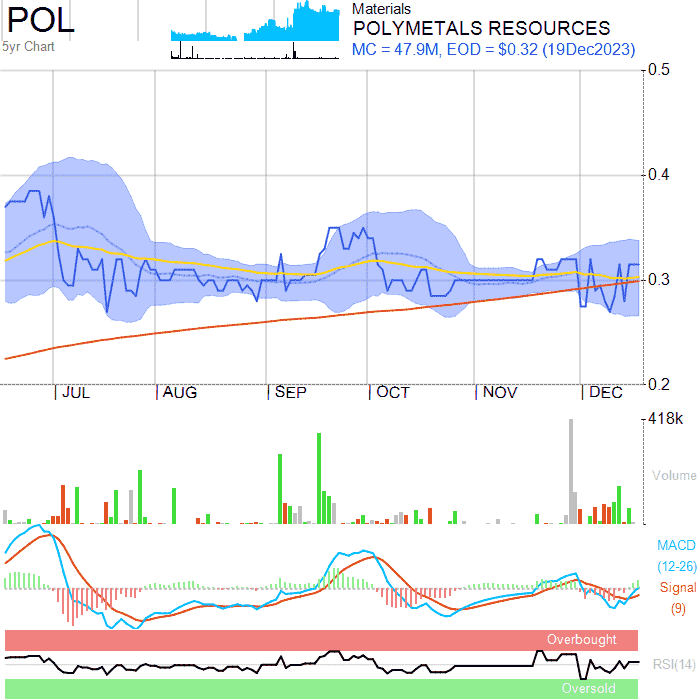 POL
5yr Chart
Materials
POLYMETALS RESOURCES
MC = 47.9M, EOD = $0.32 (19Dec2023)
0.5
0.4
0.3
0.2
JUL AUG SEP OCT NOV DEC
418k
Volume
MACD
(12-26)
Signal
(9)
Overbought
RSI(14)
Oversold